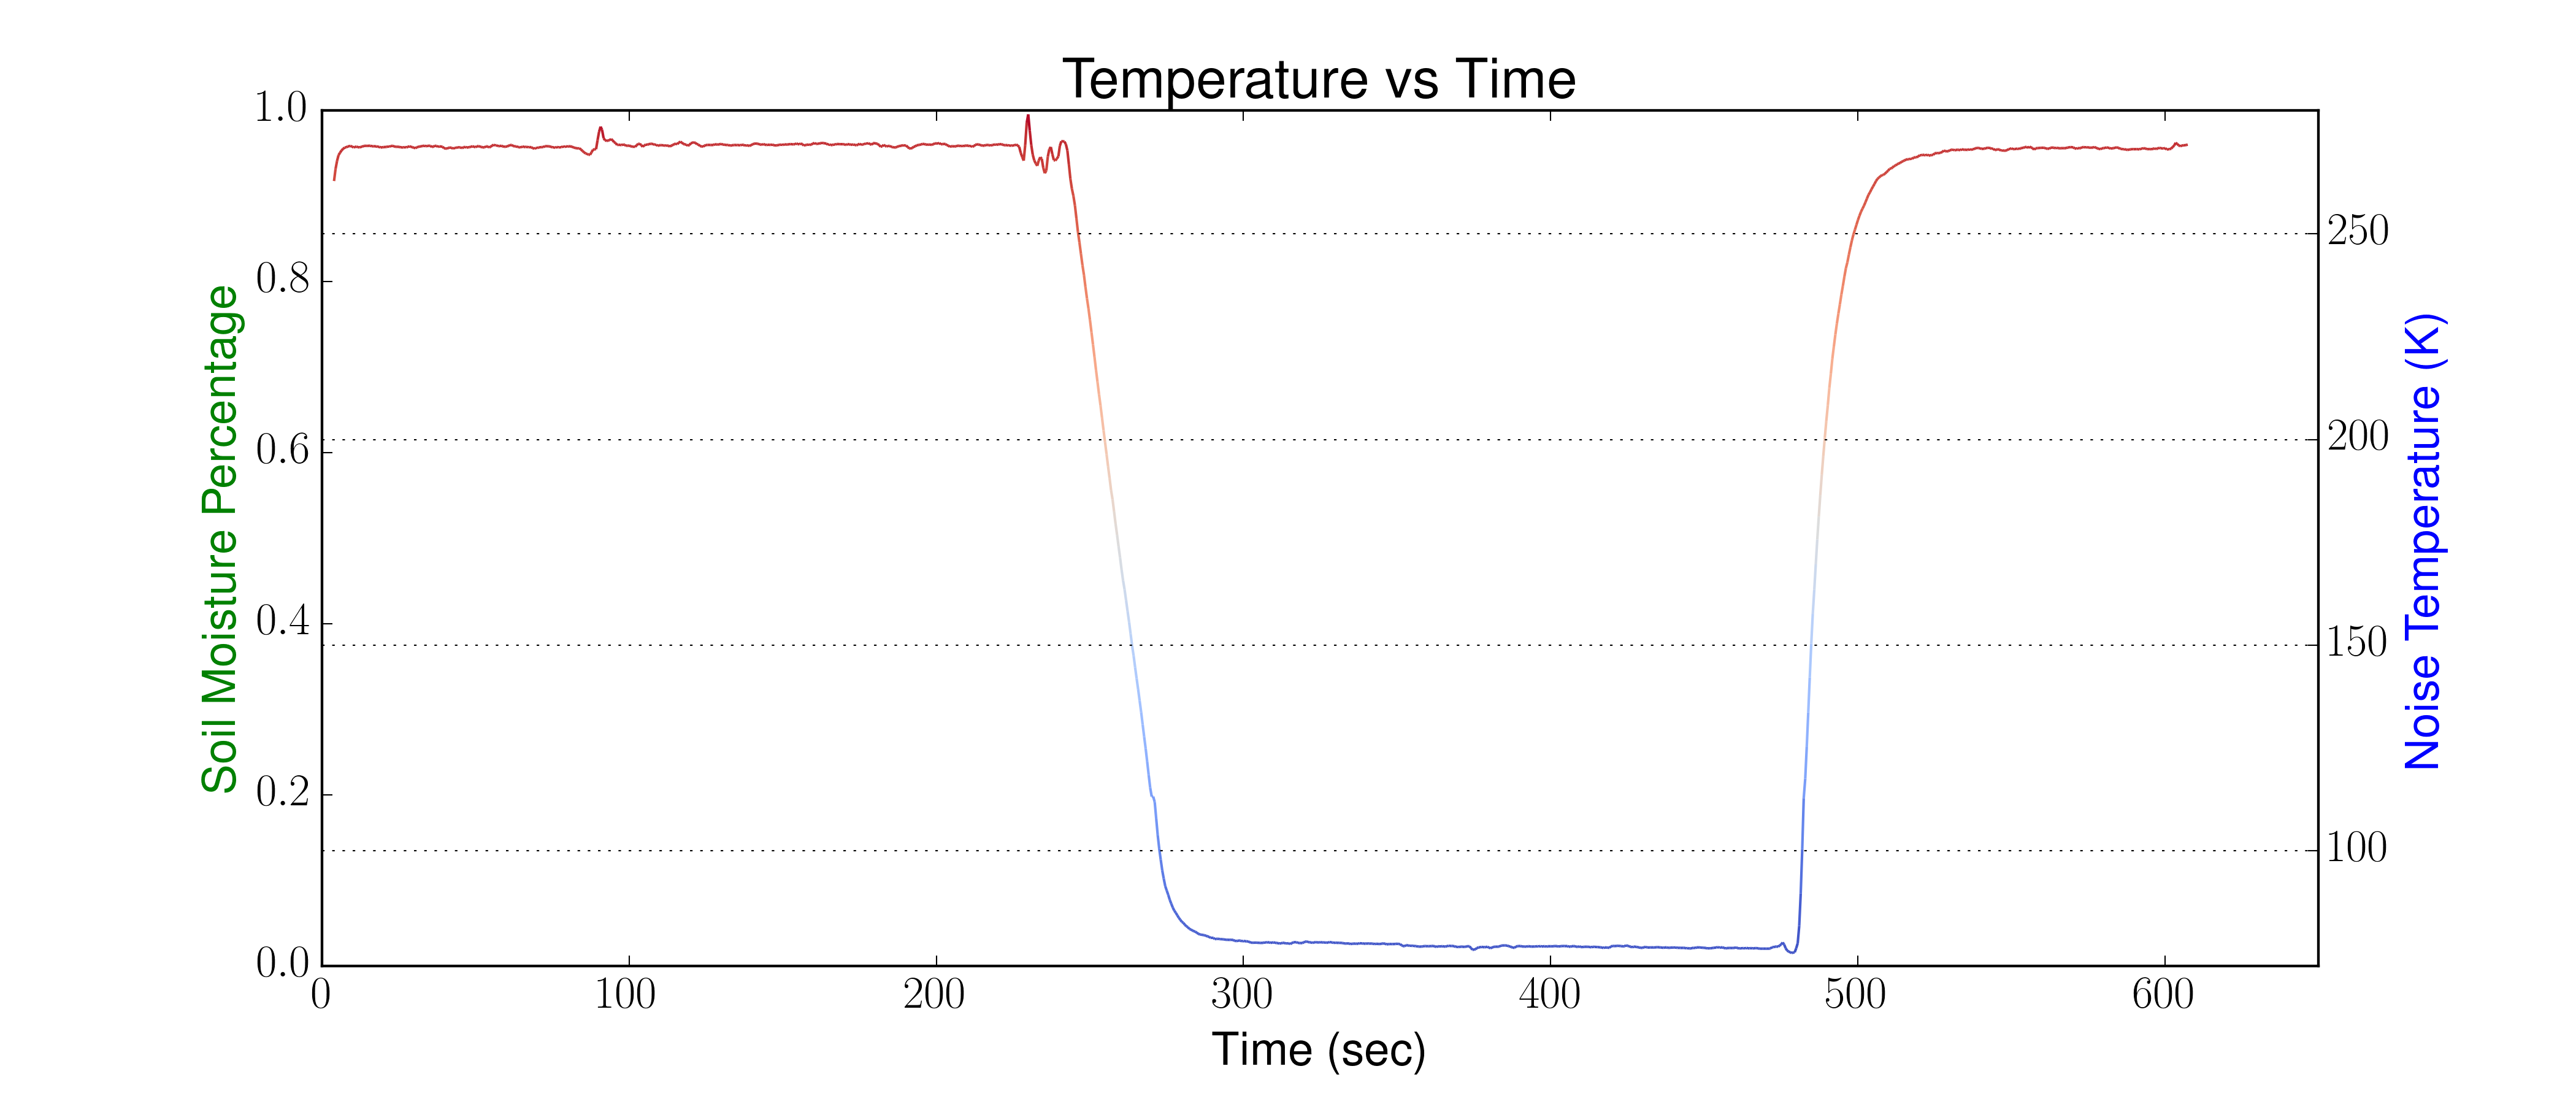 Temperature vs Time
1.0
0.8
0.6
0.4
0.2
0.0
Soil Moisture Percentage
250
200
150
100
Noise Temperature (K)
0 100 200 300 400 500 600
Time (sec)